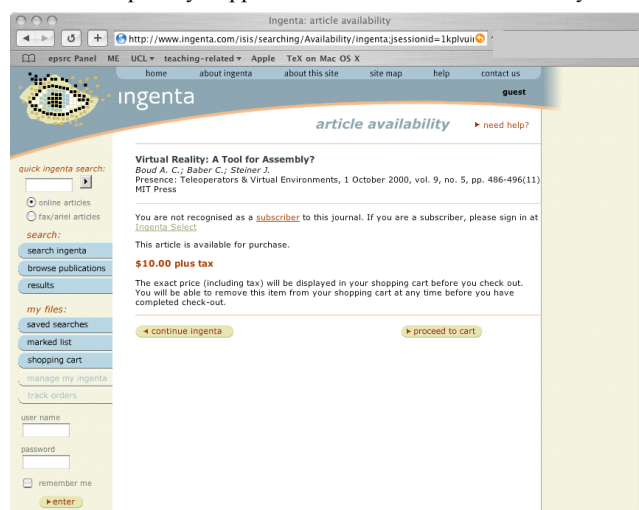 Ingenta: article availability
http://www.ingenta.com/isis/searching/Availability/ingenta;jsessionid=1kplvuii
epsrc Panel ME UCL teaching-related Apple TeX on Mac OS X
home about ingenta about this site site map help contact us
ingenta
guest
article availability
need help?
Virtual Reality: A Tool for Assembly?
Boud A. C.; Baber C.; Steiner J.
Presence: Teleoperators & Virtual Environments, 1 October 2000, vol. 9, no. 5, pp. 486-496(11)
MIT Press
You are not recognised as a subscriber to this journal. If you are a subscriber, please sign in at
Ingenta Select
This article is available for purchase.
$10.00 plus tax
The exact price (including tax) will be displayed in your shopping cart before you check out.
You will be able to remove this item from your shopping cart at any time before you have
completed check-out.
continue ingenta
proceed to cart
quick ingenta search:
online articles
fax/ariel articles
search:
search ingenta
browse publications
results
my files:
saved searches
marked list
shopping cart
manage my ingenta
track orders
user name
password
remember me
enter